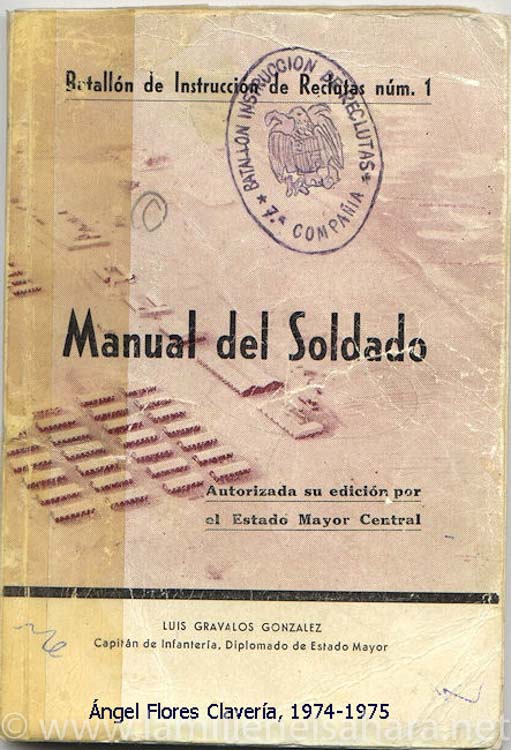 Batallón de Instrucción de Reclutas núm. 1
BATALLÓN INSTRUCCION DE RECLUTAS
* 7.ª COMPAÑIA *
Manual del Soldado
Autorizada su edición por
el Estado Mayor Central
LUIS GRAVALOS GONZALEZ
Capitán de Infantería, Diplomado de Estado Mayor
Ángel Flores Clavería, 1974-1975
© www.lamilienelsahara.net